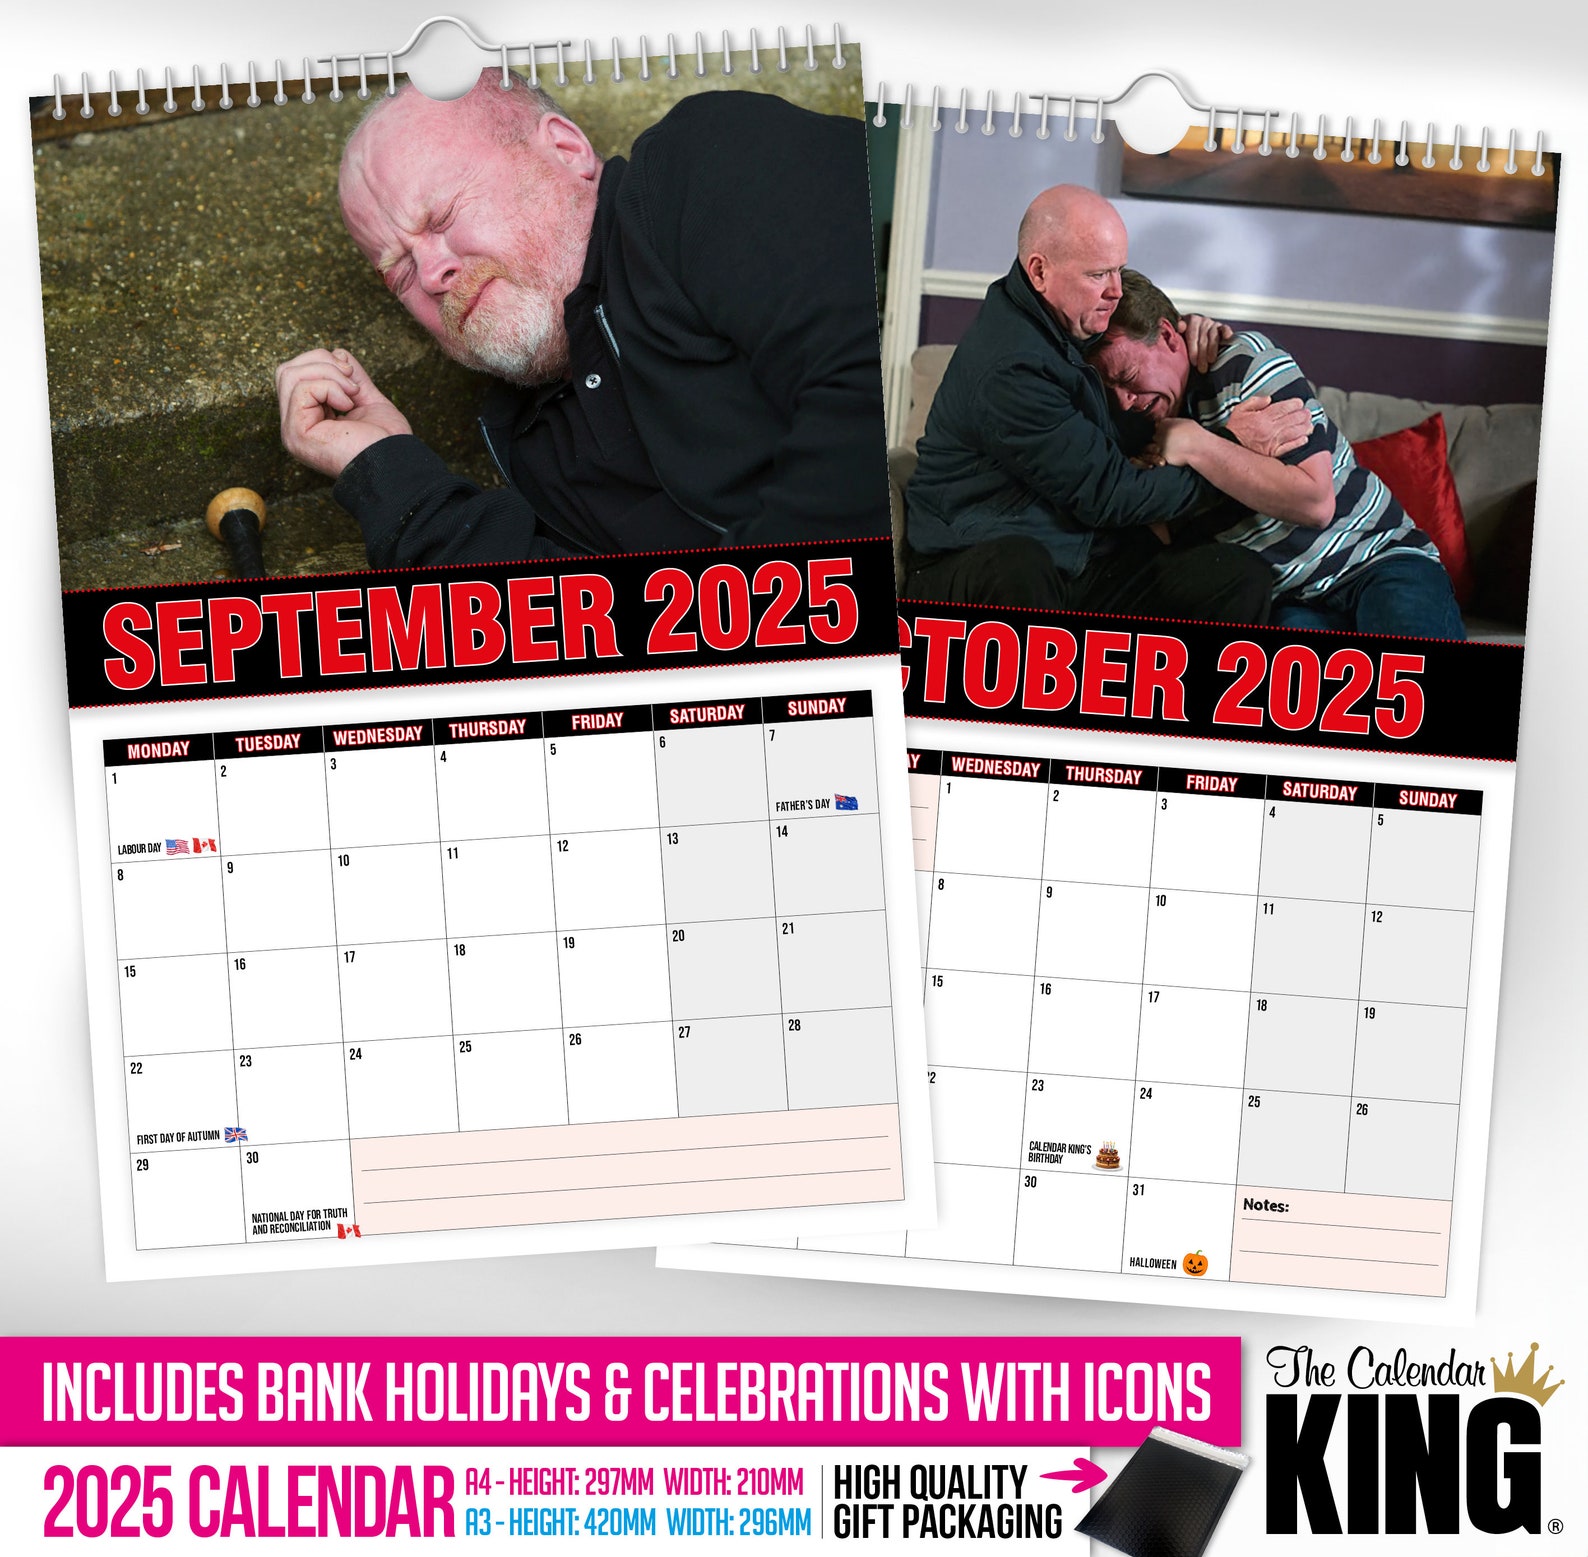 SEPTEMBER 2025
MONDAY TUESDAY WEDNESDAY THURSDAY FRIDAY SATURDAY SUNDAY
1 2 3 4 5 6 7
LABOUR DAY
FATHER'S DAY
8 9 10 11 12 13 14
15 16 17 18 19 20 21
22 23 24 25 26 27 28
FIRST DAY OF AUTUMN
29 30
NATIONAL DAY FOR TRUTH
AND RECONCILIATION
CTOBER 2025
AY WEDNESDAY THURSDAY FRIDAY SATURDAY SUNDAY
1 2 3 4 5
8 9 10 11 12
15 16 17 18 19
22 23 24 25 26
CALENDAR KING'S
BIRTHDAY
30 31
HALLOWEEN
Notes:
INCLUDES BANK HOLIDAYS & CELEBRATIONS WITH ICONS
2025 CALENDAR
A4 - HEIGHT: 297MM WIDTH: 210MM
A3 - HEIGHT: 420MM WIDTH: 296MM
HIGH QUALITY
GIFT PACKAGING
The Calendar
KING®